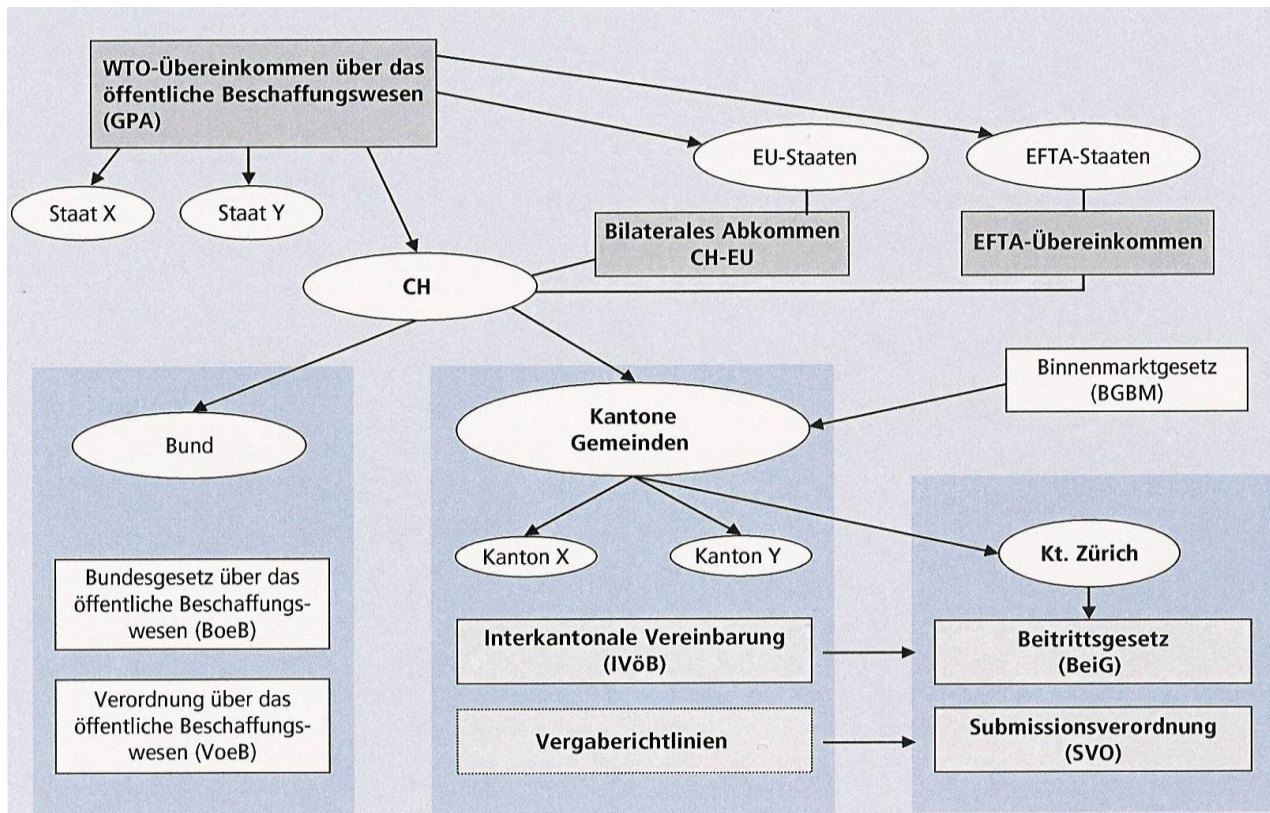 WTO-Übereinkommen über das
öffentliche Beschaffungswesen
(GPA)
EU-Staaten
EFTA-Staaten
Staat X
Staat Y
Bilaterales Abkommen
CH-EU
EFTA-Übereinkommen
CH
Binnenmarktgesetz
(BGBM)
Bund
Kantone
Gemeinden
Kanton X
Kanton Y
Kt. Zürich
Bundesgesetz über das
öffentliche Beschaffungs-
wesen (BoeB)
Interkantonale Vereinbarung
(IVöB)
Beitrittsgesetz
(BeiG)
Verordnung über das
öffentliche Beschaffungs-
wesen (VoeB)
Vergaberichtlinien
Submissionsverordnung
(SVO)